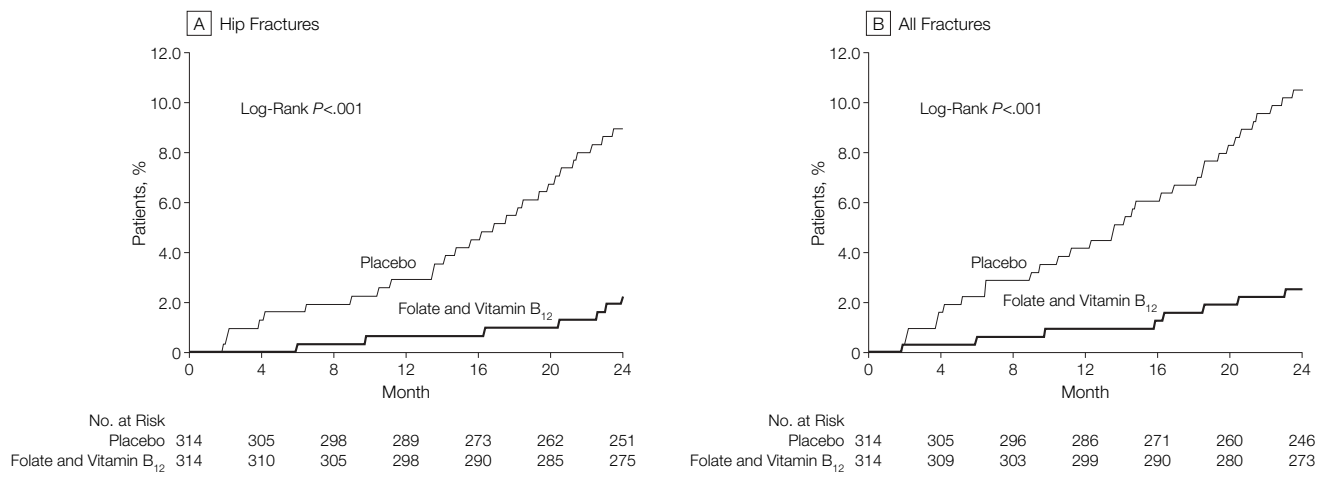 A Hip Fractures
12.0
10.0
8.0
6.0
4.0
2.0
0
Patients, %
Log-Rank P<.001
Placebo
Folate and Vitamin B12
0 4 8 12 16 20 24
Month
No. at Risk
Placebo 314 305 298 289 273 262 251
Folate and Vitamin B12 314 310 305 298 290 285 275
B All Fractures
12.0
10.0
8.0
6.0
4.0
2.0
0
Patients, %
Log-Rank P<.001
Placebo
Folate and Vitamin B12
0 4 8 12 16 20 24
Month
No. at Risk
Placebo 314 305 296 286 271 260 246
Folate and Vitamin B12 314 309 303 299 290 280 273